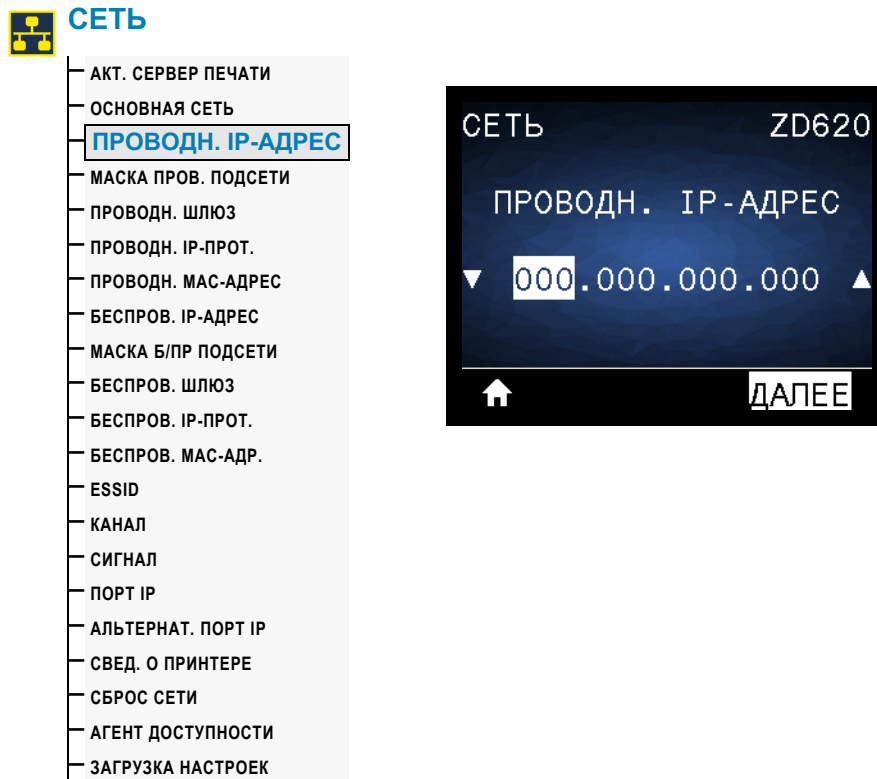 СЕТЬ
АКТ. СЕРВЕР ПЕЧАТИ
ОСНОВНАЯ СЕТЬ
ПРОВОДН. IP-АДРЕС
МАСКА ПРОВ. ПОДСЕТИ
ПРОВОДН. ШЛЮЗ
ПРОВОДН. IP-ПРОТ.
ПРОВОДН. MAC-АДРЕС
БЕСПРОВ. IP-АДРЕС
МАСКА Б/ПР ПОДСЕТИ
БЕСПРОВ. ШЛЮЗ
БЕСПРОВ. IP-ПРОТ.
БЕСПРОВ. MAC-АДР.
ESSID
КАНАЛ
СИГНАЛ
ПОРТ IP
АЛЬТЕРНАТ. ПОРТ IP
СВЕД. О ПРИНТЕРЕ
СБРОС СЕТИ
АГЕНТ ДОСТУПНОСТИ
ЗАГРУЗКА НАСТРОЕК
СЕТЬ ZD620
ПРОВОДН. IP-АДРЕС
000.000.000.000
ДАЛЕЕ